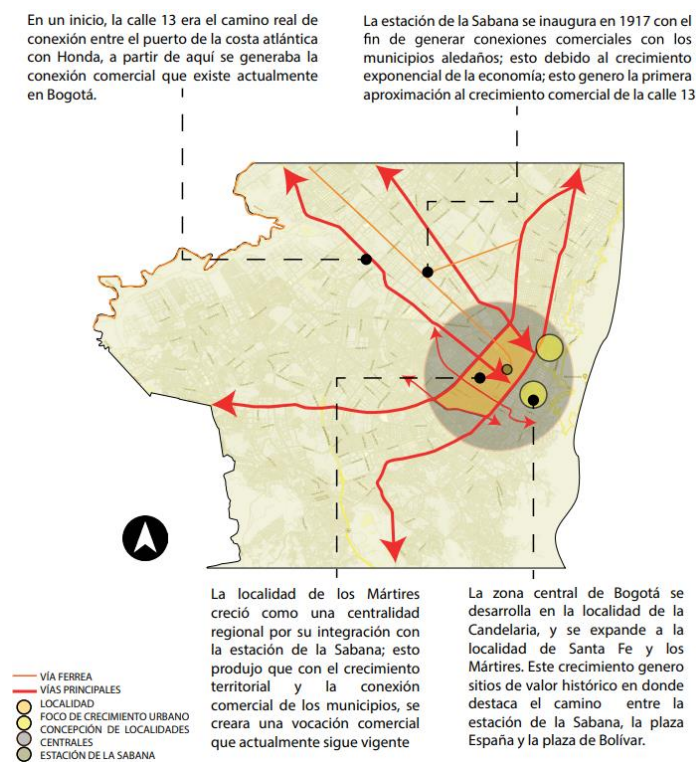 En un inicio, la calle 13 era el camino real de
conexión entre el puerto de la costa atlántica
con Honda, a partir de aquí se generaba la
conexión comercial que existe actualmente
en Bogotá.
La estación de la Sabana se inaugura en 1917 con el
fin de generar conexiones comerciales con los
municipios aledaños; esto debido al crecimiento
exponencial de la economía; esto genero la primera
aproximación al crecimiento comercial de la calle 13
La localidad de los Mártires
creció como una centralidad
regional por su integración con
la estación de la Sabana; esto
produjo que con el crecimiento
territorial y la conexión
comercial de los municipios, se
creara una vocación comercial
que actualmente sigue vigente
La zona central de Bogotá se
desarrolla en la localidad de la
Candelaria, y se expande a la
localidad de Santa Fe y los
Mártires. Este crecimiento genero
sitios de valor histórico en donde
destaca el camino entre la
estación de la Sabana, la plaza
España y la plaza de Bolívar.
VÍA FERREA
VÍAS PRINCIPALES
LOCALIDAD
FOCO DE CRECIMIENTO URBANO
CONCEPCIÓN DE LOCALIDADES
CENTRALES
ESTACIÓN DE LA SABANA